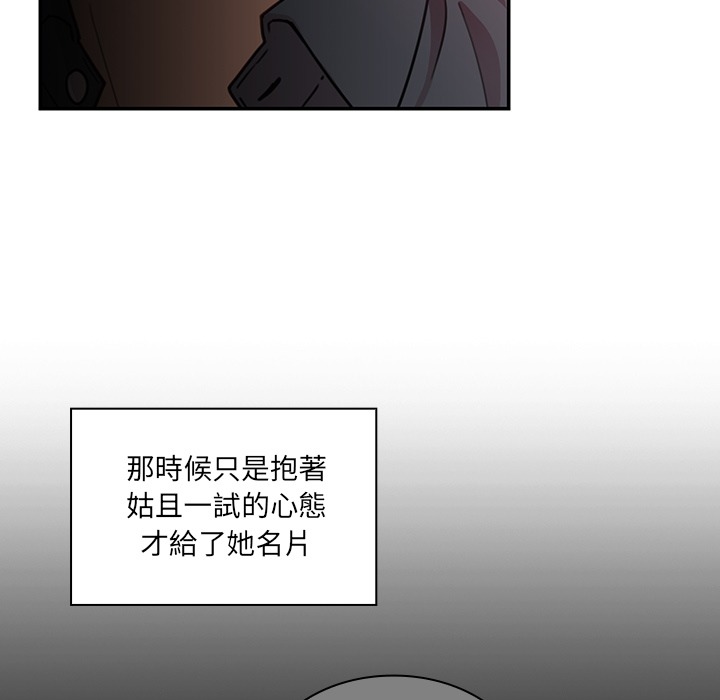 那時候只是抱著
姑且一試的心態
才給了她名片